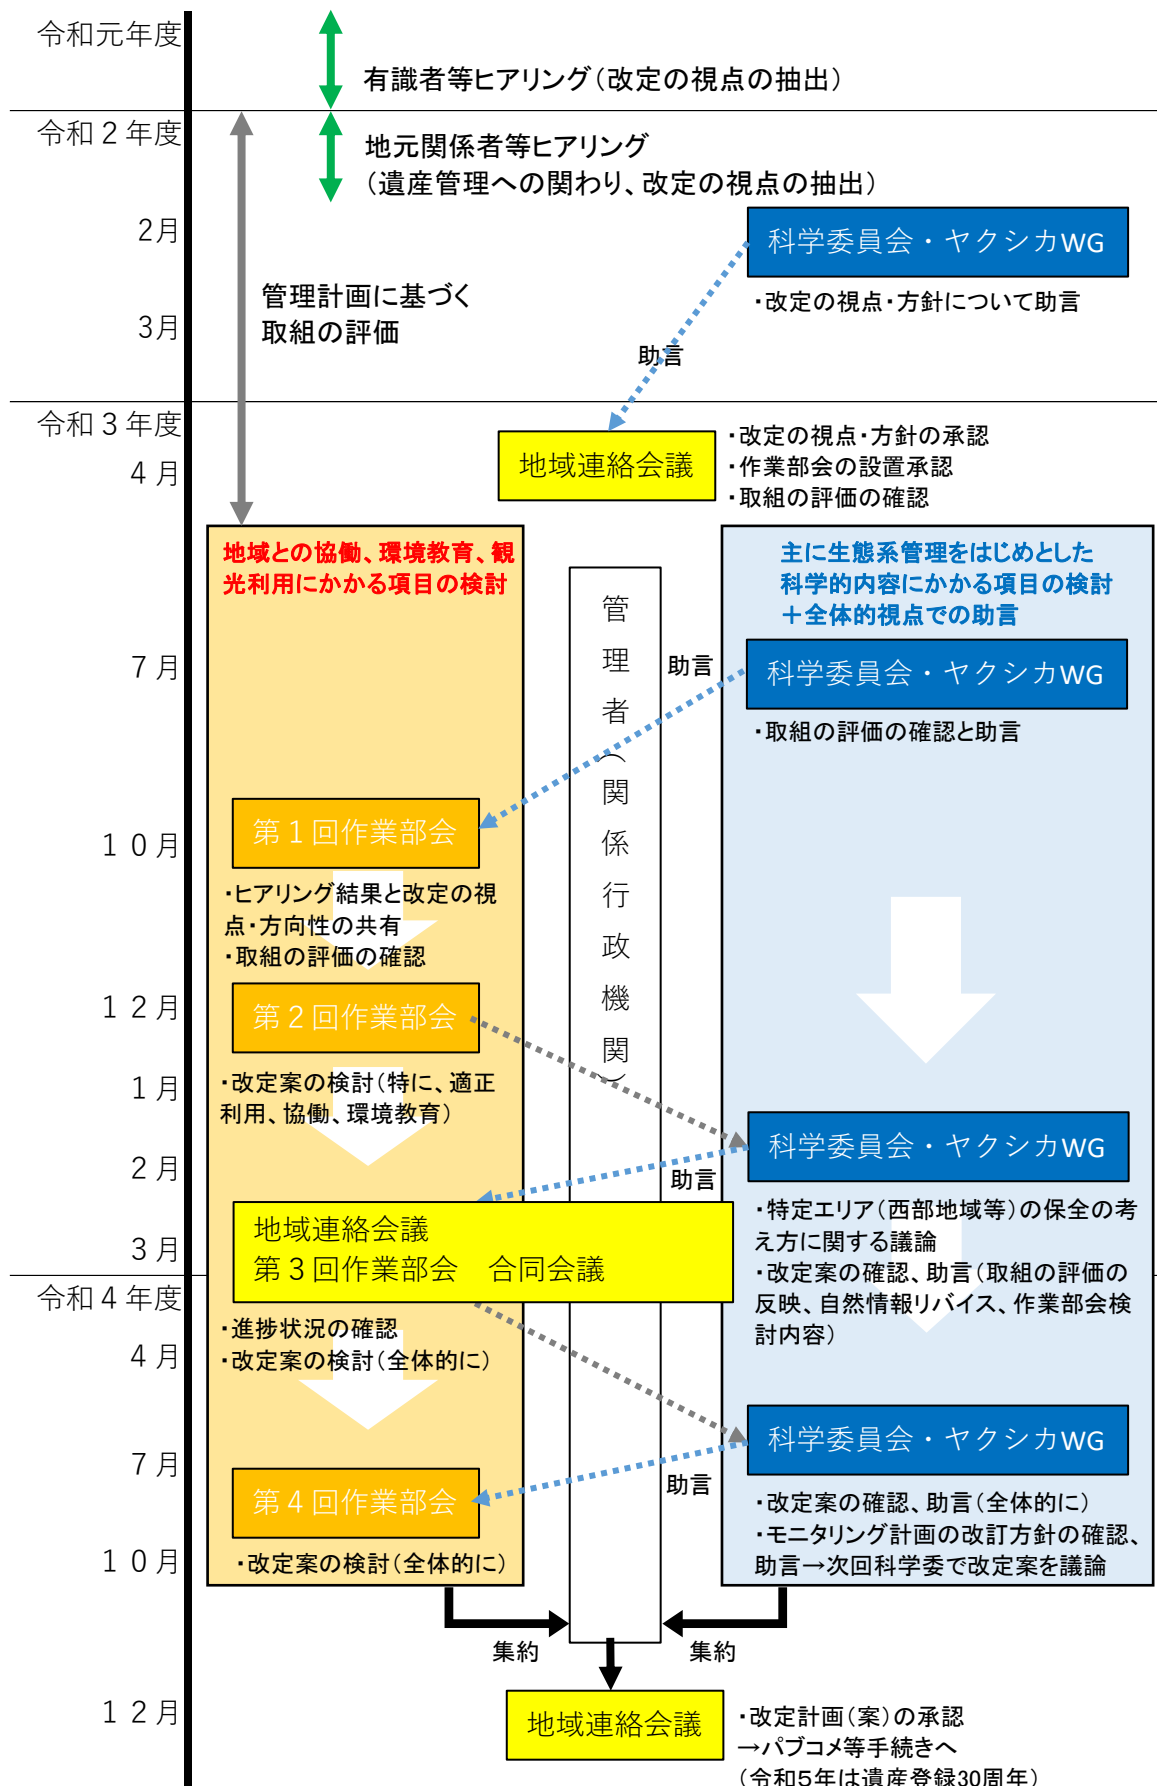 令和元年度
有識者等ヒアリング（改定の視点の抽出）
令和２年度
地元関係者等ヒアリング
（遺産管理への関わり、改定の視点の抽出）
2月
科学委員会・ヤクシカWG
・改定の視点・方針について助言
管理計画に基づく
取組の評価
3月
助言
令和３年度
４月
地域連絡会議
・改定の視点・方針の承認
・作業部会の設置承認
・取組の評価の確認
地域との協働、環境教育、観
光利用にかかる項目の検討
管理者（関係行政機関）
主に生態系管理をはじめとした
科学的内容にかかる項目の検討
＋全体的視点での助言
７月
助言
科学委員会・ヤクシカWG
・取組の評価の確認と助言
１０月
第１回作業部会
・ヒアリング結果と改定の視
点・方向性の共有
・取組の評価の確認
１２月
第２回作業部会
・改定案の検討（特に、適正
利用、協働、環境教育）
１月
２月
科学委員会・ヤクシカWG
助言
・特定エリア（西部地域等）の保全の考
え方に関する議論
・改定案の確認、助言（取組の評価の
反映、自然情報リバイス、作業部会検
討内容）
３月
地域連絡会議
第３回作業部会　合同会議
令和４年度
・進捗状況の確認
・改定案の検討（全体的に）
４月
７月
科学委員会・ヤクシカWG
助言
・改定案の確認、助言（全体的に）
・モニタリング計画の改訂方針の確認、
助言→次回科学委で改定案を議論
第４回作業部会
・改定案の検討（全体的に）
１０月
集約
集約
１２月
地域連絡会議
・改定計画（案）の承認
→パブコメ等手続きへ
（令和５年は遺産登録30周年）